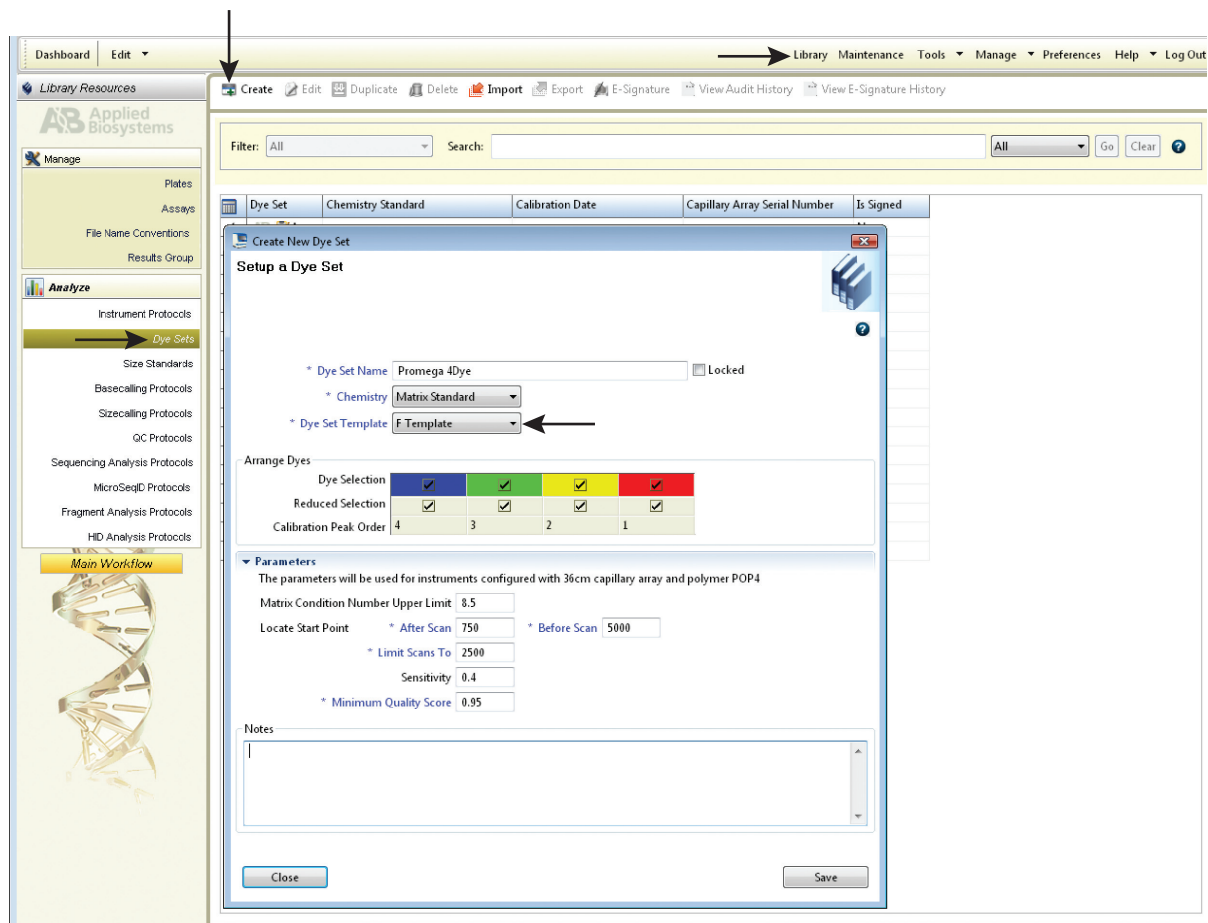 Dashboard Edit Library Maintenance Tools Manage Preferences Help Log Out
Library Resources
Create Edit Duplicate Delete Import Export E-Signature View Audit History View E-Signature History
AB Applied Biosystems
Filter: All Search: All Go Clear
Manage
Plates
Assays
File Name Conventions
Results Group
Analyze
Instrument Protocols
Dye Sets
Size Standards
Basecalling Protocols
Sizecalling Protocols
QC Protocols
Sequencing Analysis Protocols
MicroSeqID Protocols
Fragment Analysis Protocols
HID Analysis Protocols
Main Workflow
Dye Set Chemistry Standard Calibration Date Capillary Array Serial Number Is Signed
Create New Dye Set
Setup a Dye Set
* Dye Set Name Promega 4Dye Locked
* Chemistry Matrix Standard
* Dye Set Template F Template
Arrange Dyes
Dye Selection
Reduced Selection
Calibration Peak Order 4 3 2 1
Parameters
The parameters will be used for instruments configured with 36cm capillary array and polymer POP4
Matrix Condition Number Upper Limit 8.5
Locate Start Point * After Scan 750 * Before Scan 5000
* Limit Scans To 2500
Sensitivity 0.4
* Minimum Quality Score 0.95
Notes
Close Save